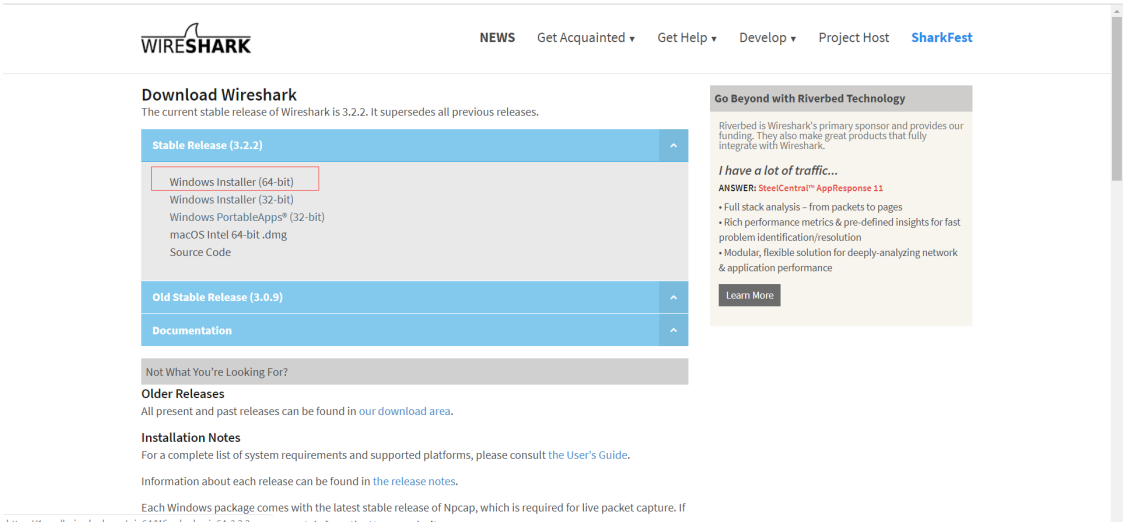 WIRESHARK
NEWS Get Acquainted ▾ Get Help ▾ Develop ▾ Project Host SharkFest
Download Wireshark
The current stable release of Wireshark is 3.2.2. It supersedes all previous releases.
Stable Release (3.2.2)
Windows Installer (64-bit)
Windows Installer (32-bit)
Windows PortableApps® (32-bit)
macOS Intel 64-bit .dmg
Source Code
Old Stable Release (3.0.9)
Documentation
Not What You're Looking For?
Older Releases
All present and past releases can be found in our download area.
Installation Notes
For a complete list of system requirements and supported platforms, please consult the User's Guide.
Information about each release can be found in the release notes.
Each Windows package comes with the latest stable release of Npcap, which is required for live packet capture. If
Go Beyond with Riverbed Technology
Riverbed is Wireshark's primary sponsor and provides our
funding. They also make great products that fully
integrate with Wireshark.
I have a lot of traffic...
ANSWER: SteelCentral™ AppResponse 11
• Full stack analysis – from packets to pages
• Rich performance metrics & pre-defined insights for fast
problem identification/resolution
• Modular, flexible solution for deeply-analyzing network
& application performance
Learn More